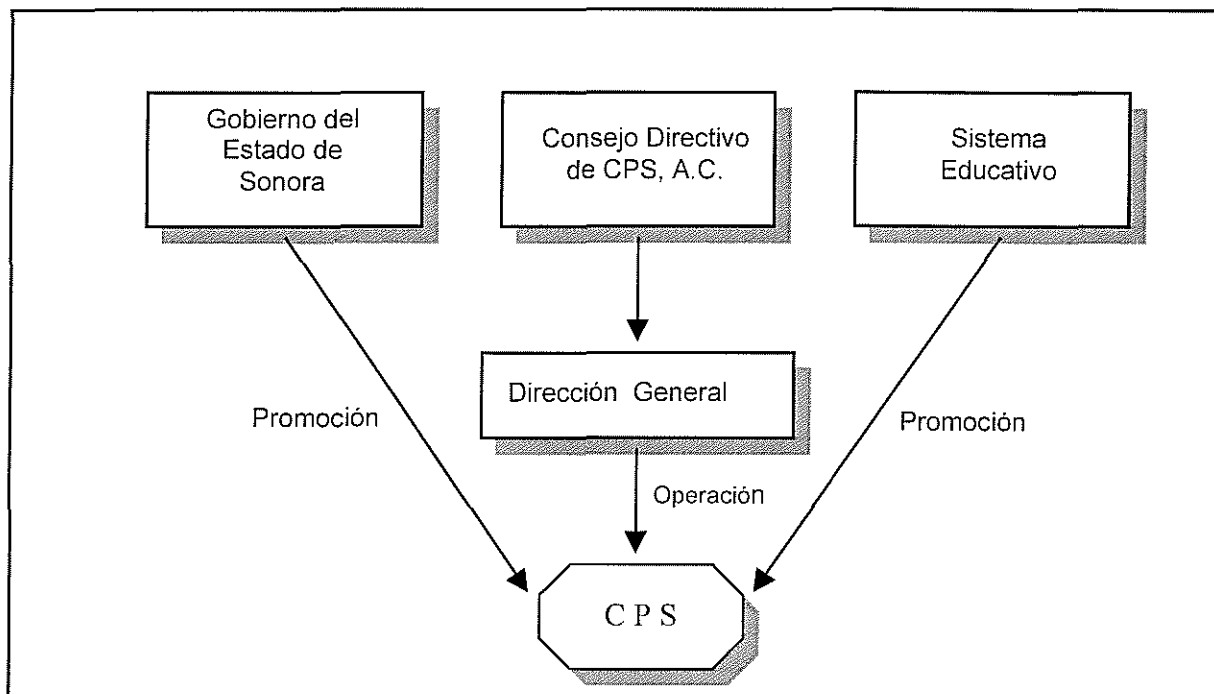 Gobierno del
Estado de
Sonora
Consejo Directivo
de CPS, A.C.
Sistema
Educativo
Dirección General
Promoción
Promoción
Operación
C P S